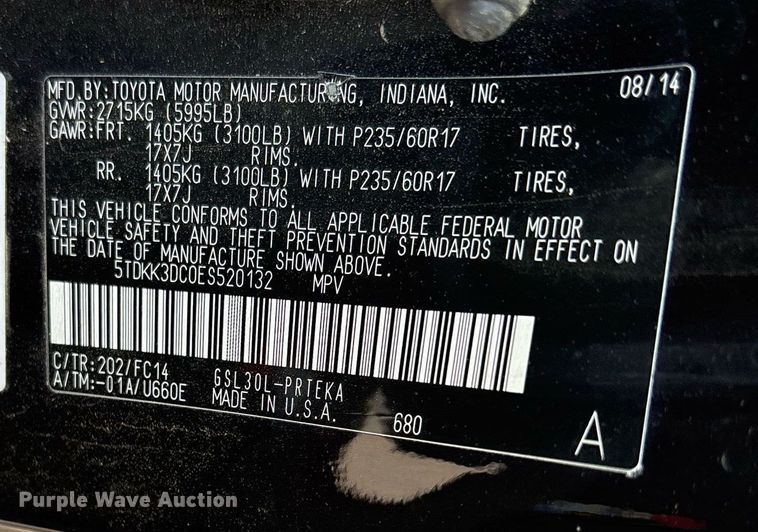 MFD. BY: TOYOTA MOTOR MANUFACTURING, INDIANA, INC. 08/14
GVWR: 2715KG (5995LB)
GAWR: FRT. 1405KG (3100LB) WITH P235/60R17 TIRES,
17X7J RIMS.
RR. 1405KG (3100LB) WITH P235/60R17 TIRES,
17X7J RIMS.
THIS VEHICLE CONFORMS TO ALL APPLICABLE FEDERAL MOTOR
VEHICLE SAFETY AND THEFT PREVENTION STANDARDS IN EFFECT ON
THE DATE OF MANUFACTURE SHOWN ABOVE.
5TDKK3DC0ES520132 MPV
C/TR: 202/FC14 GSL30L-PRTEKA
A/TM: -01A/U660E MADE IN U.S.A. 680 A
Purple Wave Auction